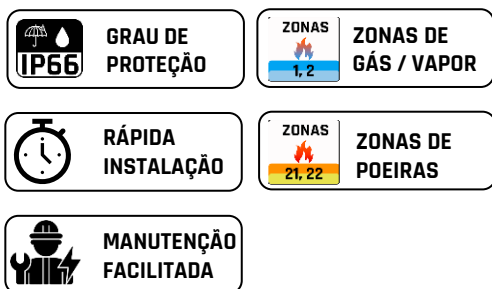 IP66
GRAU DE
PROTEÇÃO
ZONAS
1, 2
ZONAS DE
GÁS / VAPOR
RÁPIDA
INSTALAÇÃO
ZONAS
21, 22
ZONAS DE
POEIRAS
MANUTENÇÃO
FACILITADA